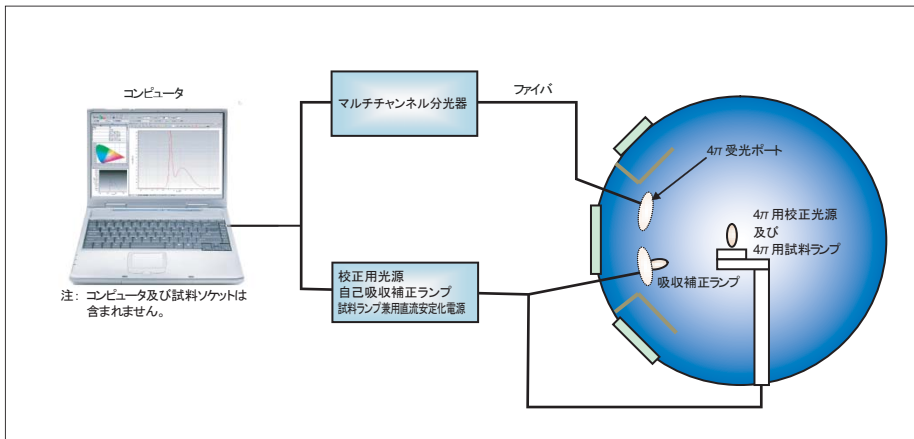 コンピュータ
マルチチャンネル分光器
ファイバ
4π 受光ポート
4π 用校正光源
及び
4π 用試料ランプ
吸収補正ランプ
校正用光源
自己吸収補正ランプ
試料ランプ兼用直流安定化電源
注： コンピュータ及び試料ソケットは
含まれません。